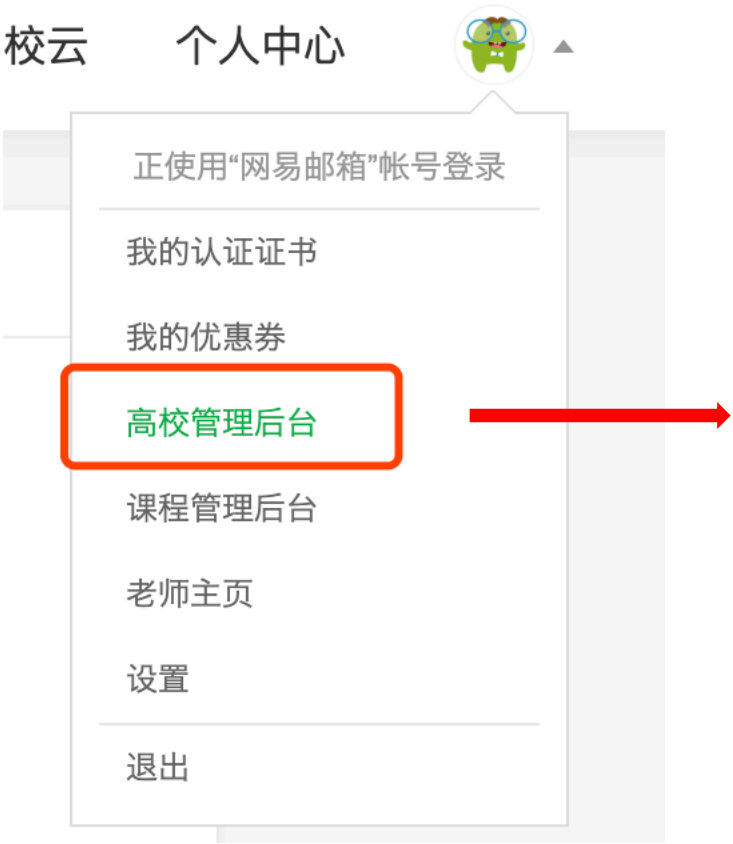 校云 个人中心
正使用“网易邮箱”帐号登录
我的认证证书
我的优惠券
高校管理后台
课程管理后台
老师主页
设置
退出